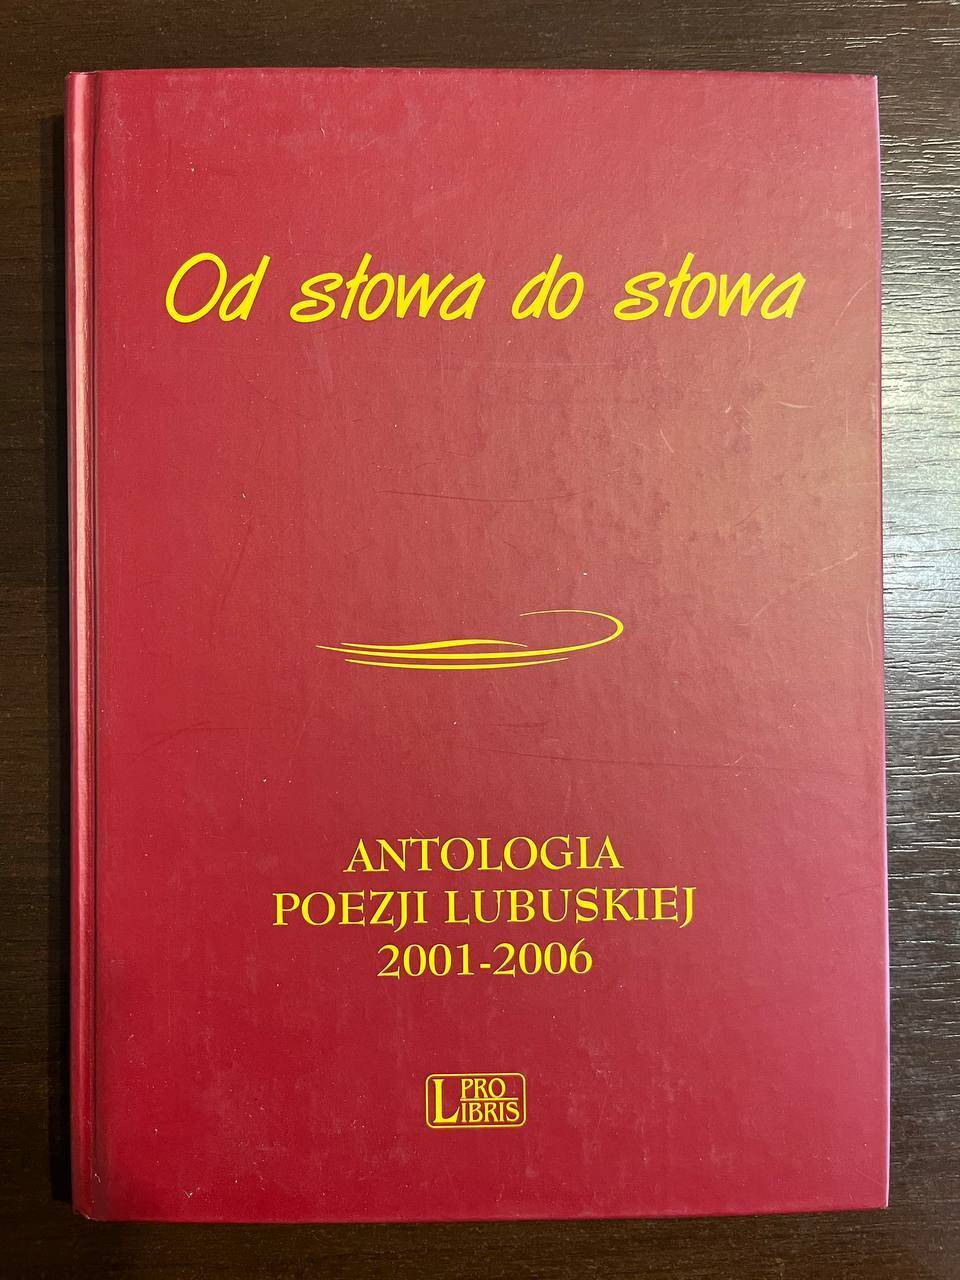 Od słowa do słowa
ANTOLOGIA
POEZJI LUBUSKIEJ
2001-2006
PRO
LIBRIS